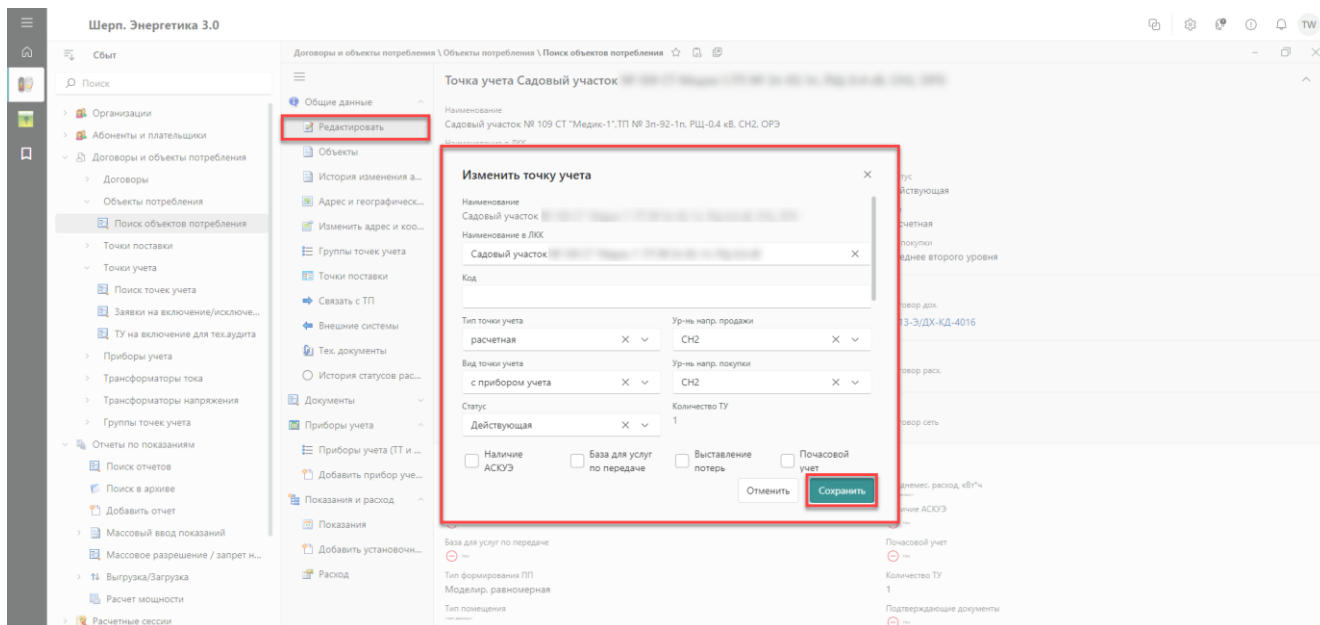 Шерп. Энергетика 3.0
TW
Сбыт
Поиск
Организации
Абоненты и плательщики
Договоры и объекты потребления
Договоры
Объекты потребления
Поиск объектов потребления
Точки поставки
Точки учета
Поиск точек учета
Заявки на включение/исключе...
ТУ на включение для тех.аудита
Приборы учета
Трансформаторы тока
Трансформаторы напряжения
Группы точек учета
Отчеты по показаниям
Поиск отчетов
Поиск в архиве
Добавить отчет
Массовый ввод показаний
Массовое разрешение / запрет н...
Выгрузка/Загрузка
Расчет мощности
Расчетные сессии
Договоры и объекты потребления \ Объекты потребления \ Поиск объектов потребления
Общие данные
Редактировать
Объекты
История изменения а...
Адрес и географическ...
Изменить адрес и коо...
Группы точек учета
Точки поставки
Связать с ТП
Внешние системы
Тех. документы
История статусов рас...
Документы
Приборы учета
Приборы учета (ТТ и ...
Добавить прибор уче...
Показания и расход
Показания
Добавить установочн...
Расход
Точка учета Садовый участок
Наименование
Садовый участок № 109 СТ "Медик-1".ТП № 3п-92-1п. РЩ-0.4 кВ. СН2. ОРЭ
Наименование в ЛКК
Изменить точку учета
Наименование
Садовый участок
Наименование в ЛКК
Садовый участок
Код
Тип точки учета
Ур-нь напр. продажи
расчетная
СН2
Вид точки учета
Ур-нь напр. покупки
с прибором учета
СН2
Статус
Количество ТУ
Действующая
1
Наличие АСКУЭ
База для услуг по передаче
Выставление потерь
Почасовой учет
Отменить
Сохранить
тус
йствующая
счетная
покупки
еднее второго уровня
говор дох.
13-Э/ДХ-КД-4016
говор расх.
говор сеть
еднемес. расход, кВт*ч
ичие АСКУЭ
База для услуг по передаче
Почасовой учет
Тип формирования ПП
Количество ТУ
Моделир. равномерная
1
Тип помещения
Подтверждающие документы